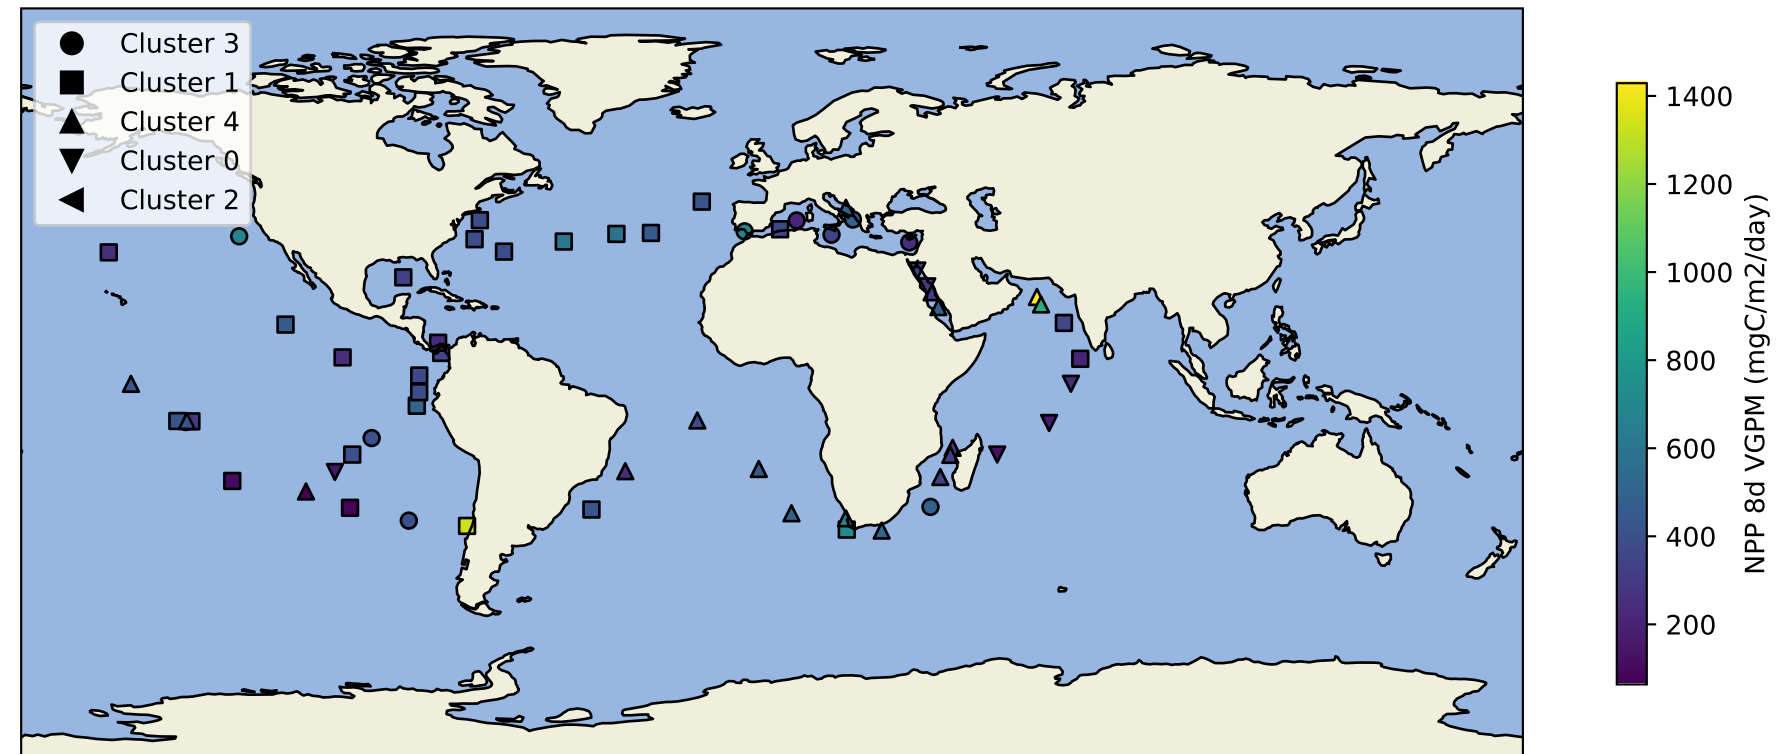 Cluster 3
Cluster 1
Cluster 4
Cluster 0
Cluster 2
1400
1200
1000
800
600
400
200
NPP 8d VGPM (mgC/m2/day)